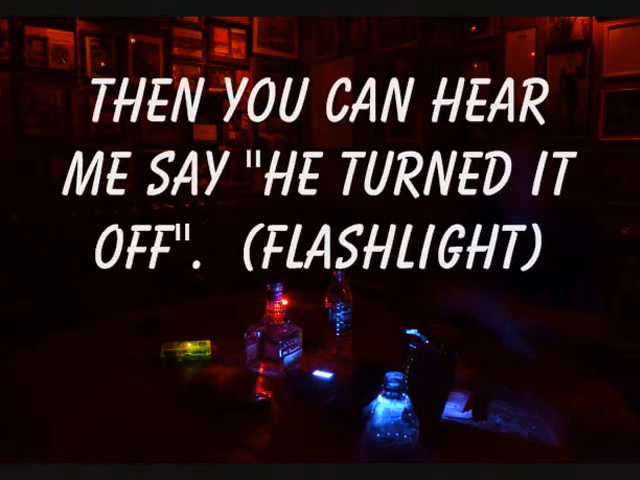 THEN YOU CAN HEAR
ME SAY "HE TURNED IT
OFF". (FLASHLIGHT)